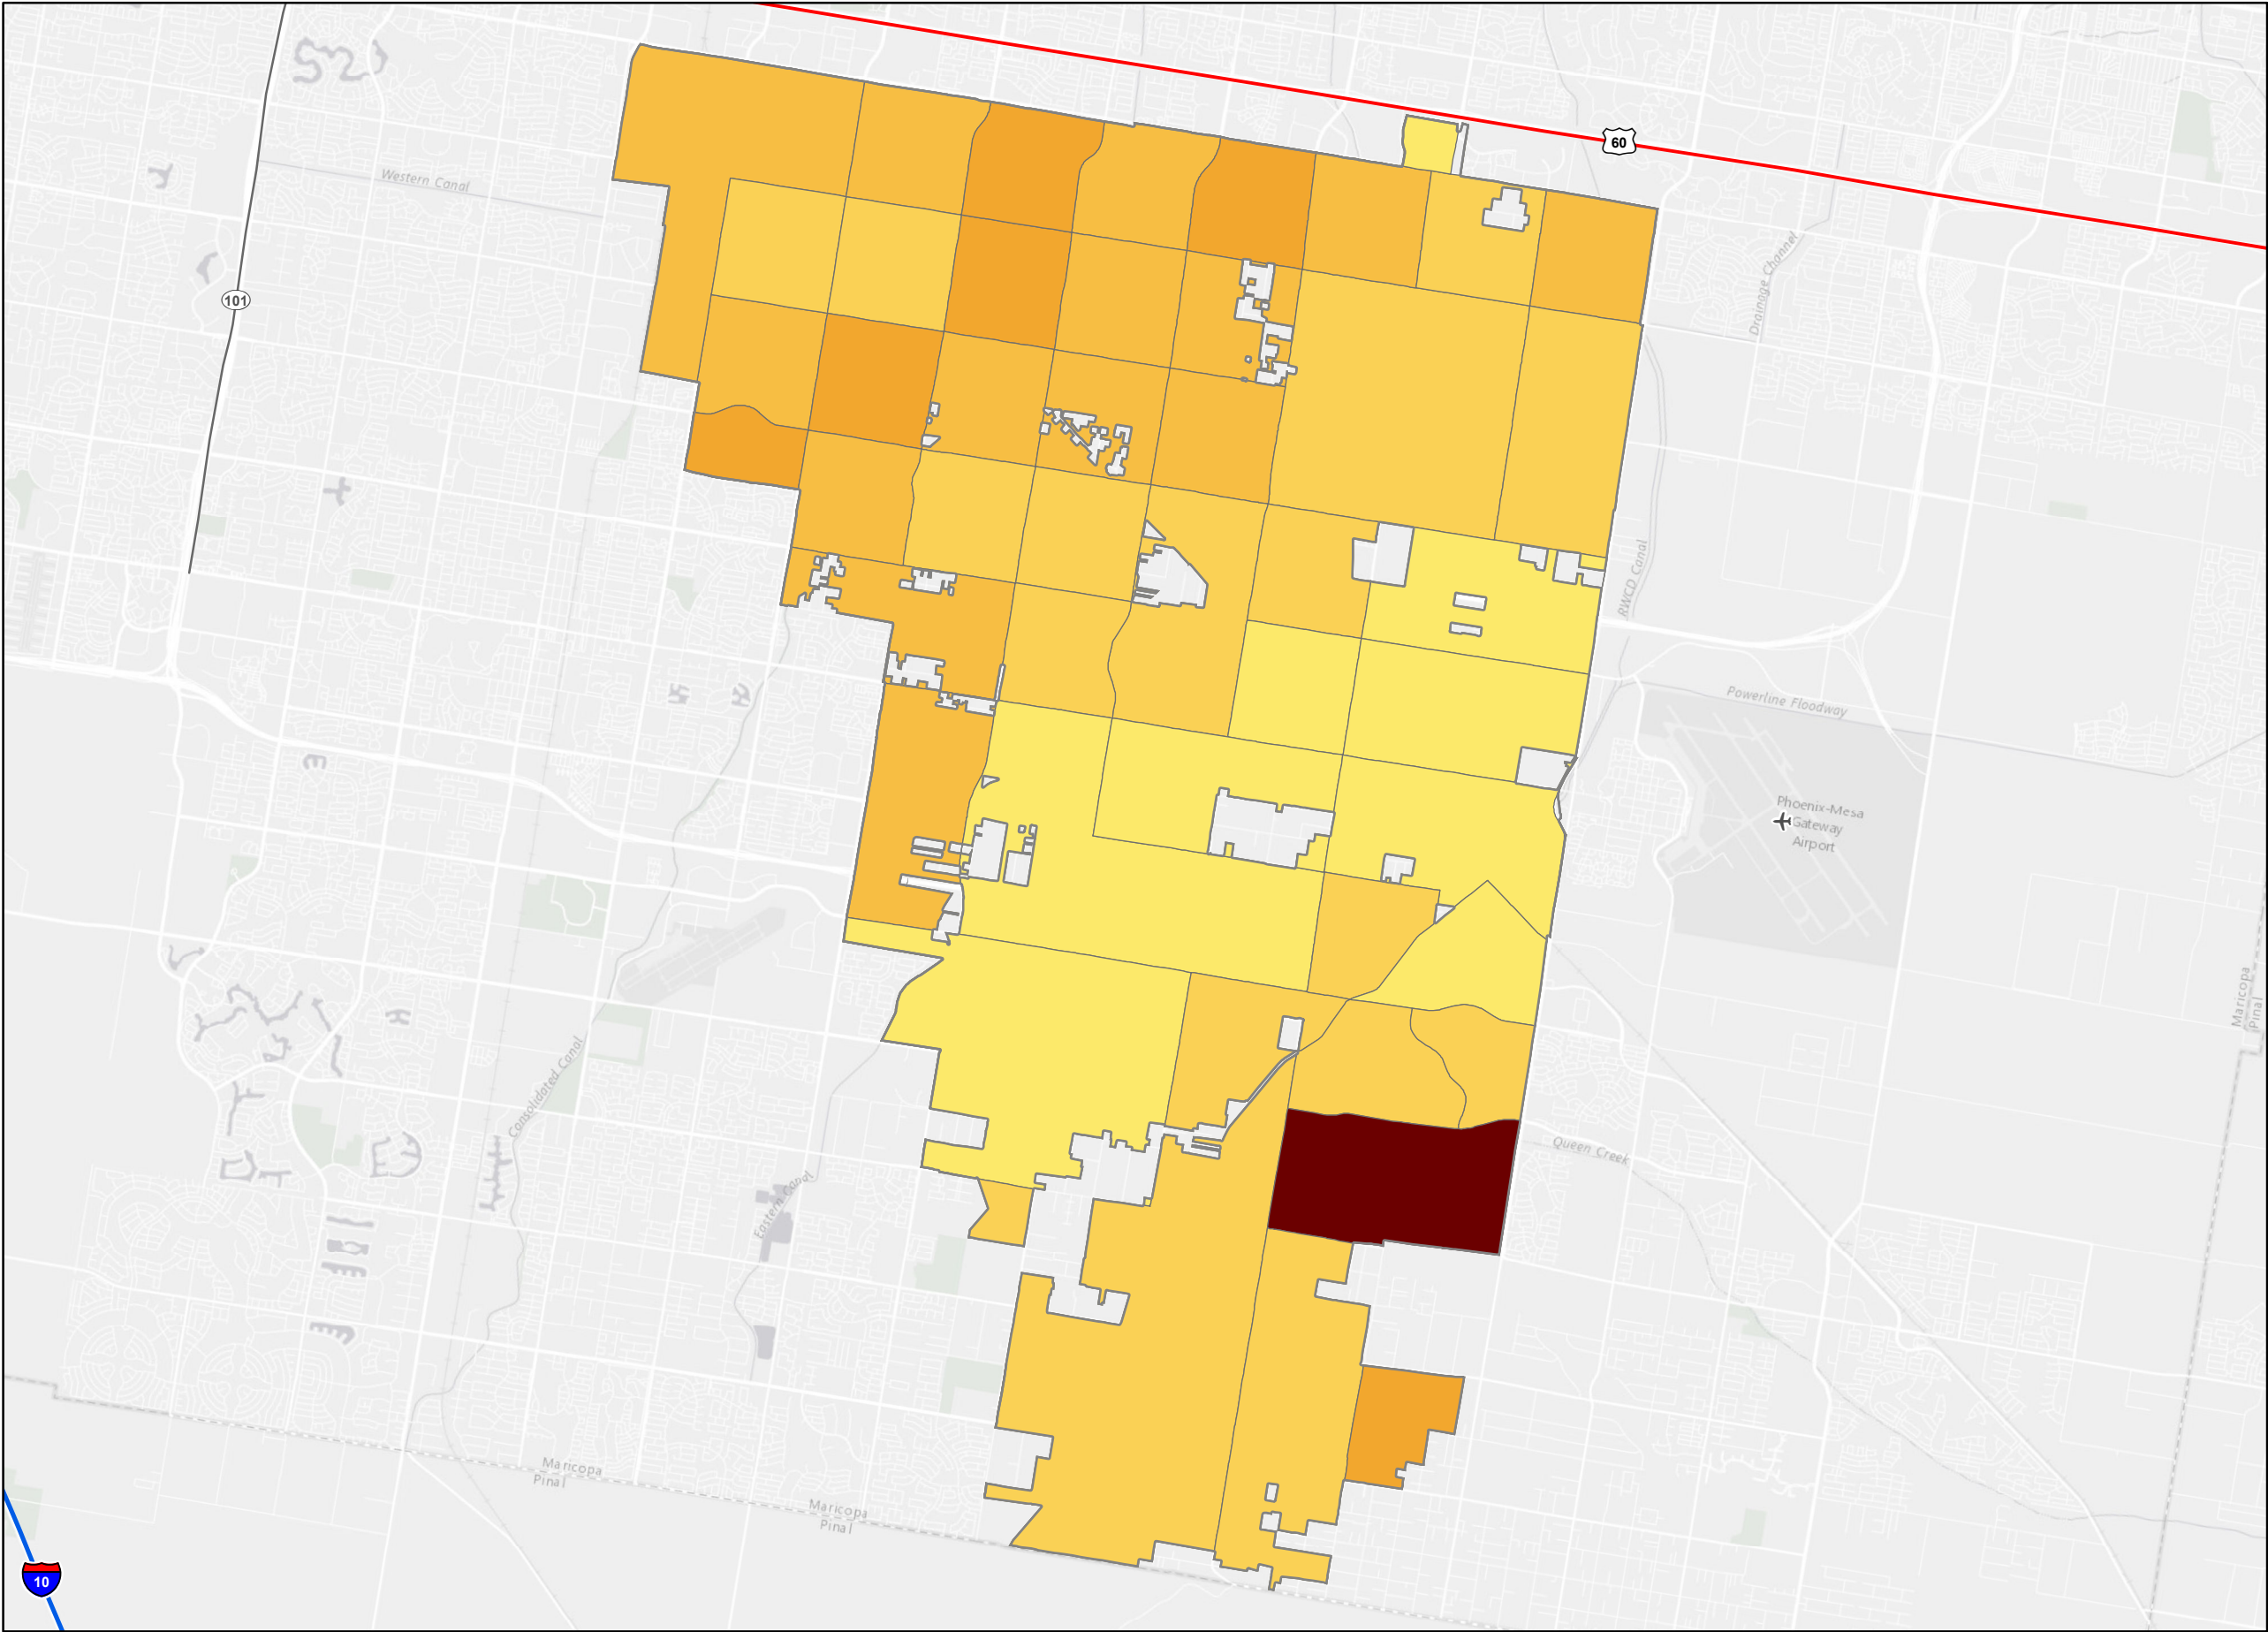 60
Western Canal
Drainage Channel
101
RWCD Canal
Powerline Floodway
Phoenix-Mesa
Gateway
Airport
Maricopa
Pinal
Consolidated Canal
Queen Creek
Eastern Canal
Maricopa
Pinal
Maricopa
Pinal
10